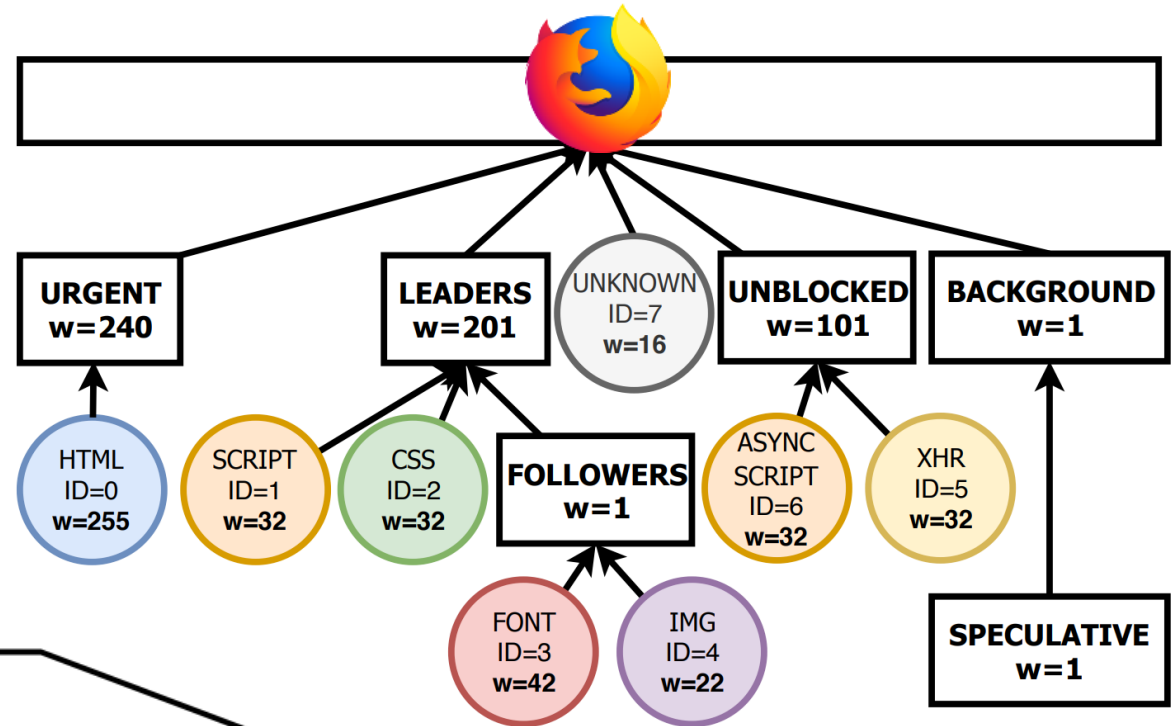 URGENT
w=240
LEADERS
w=201
UNKNOWN
ID=7
w=16
UNBLOCKED
w=101
BACKGROUND
w=1
HTML
ID=0
w=255
SCRIPT
ID=1
w=32
CSS
ID=2
w=32
FOLLOWERS
w=1
ASYNC
SCRIPT
ID=6
w=32
XHR
ID=5
w=32
FONT
ID=3
w=42
IMG
ID=4
w=22
SPECULATIVE
w=1